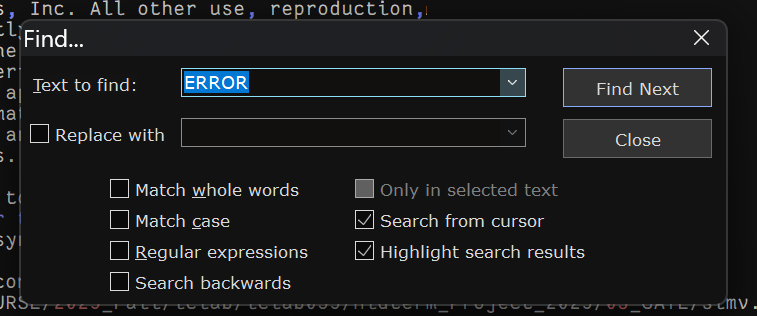 s, Inc. All other use, reproduction,
Find...
Text to find: ERROR
Find Next
Replace with
Close
Match whole words
Only in selected text
Match case
Search from cursor
Regular expressions
Highlight search results
Search backwards